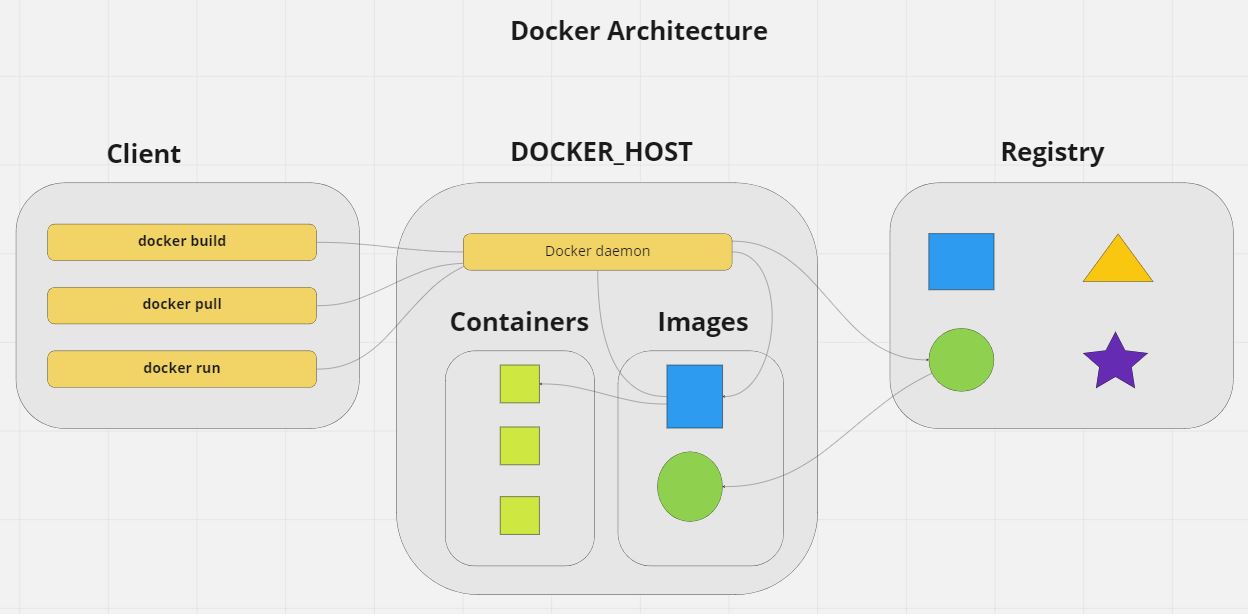 Docker Architecture
Client
DOCKER_HOST
Registry
docker build
docker pull
docker run
Docker daemon
Containers
Images